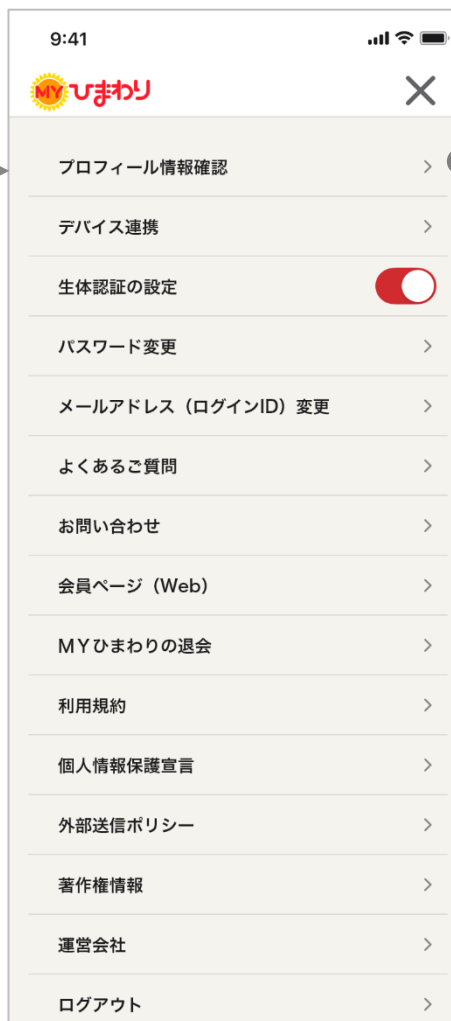 9:41
MYひまわり
プロフィール情報確認
デバイス連携
生体認証の設定
パスワード変更
メールアドレス（ログインID）変更
よくあるご質問
お問い合わせ
会員ページ（Web）
ＭＹひまわりの退会
利用規約
個人情報保護宣言
外部送信ポリシー
著作権情報
運営会社
ログアウト